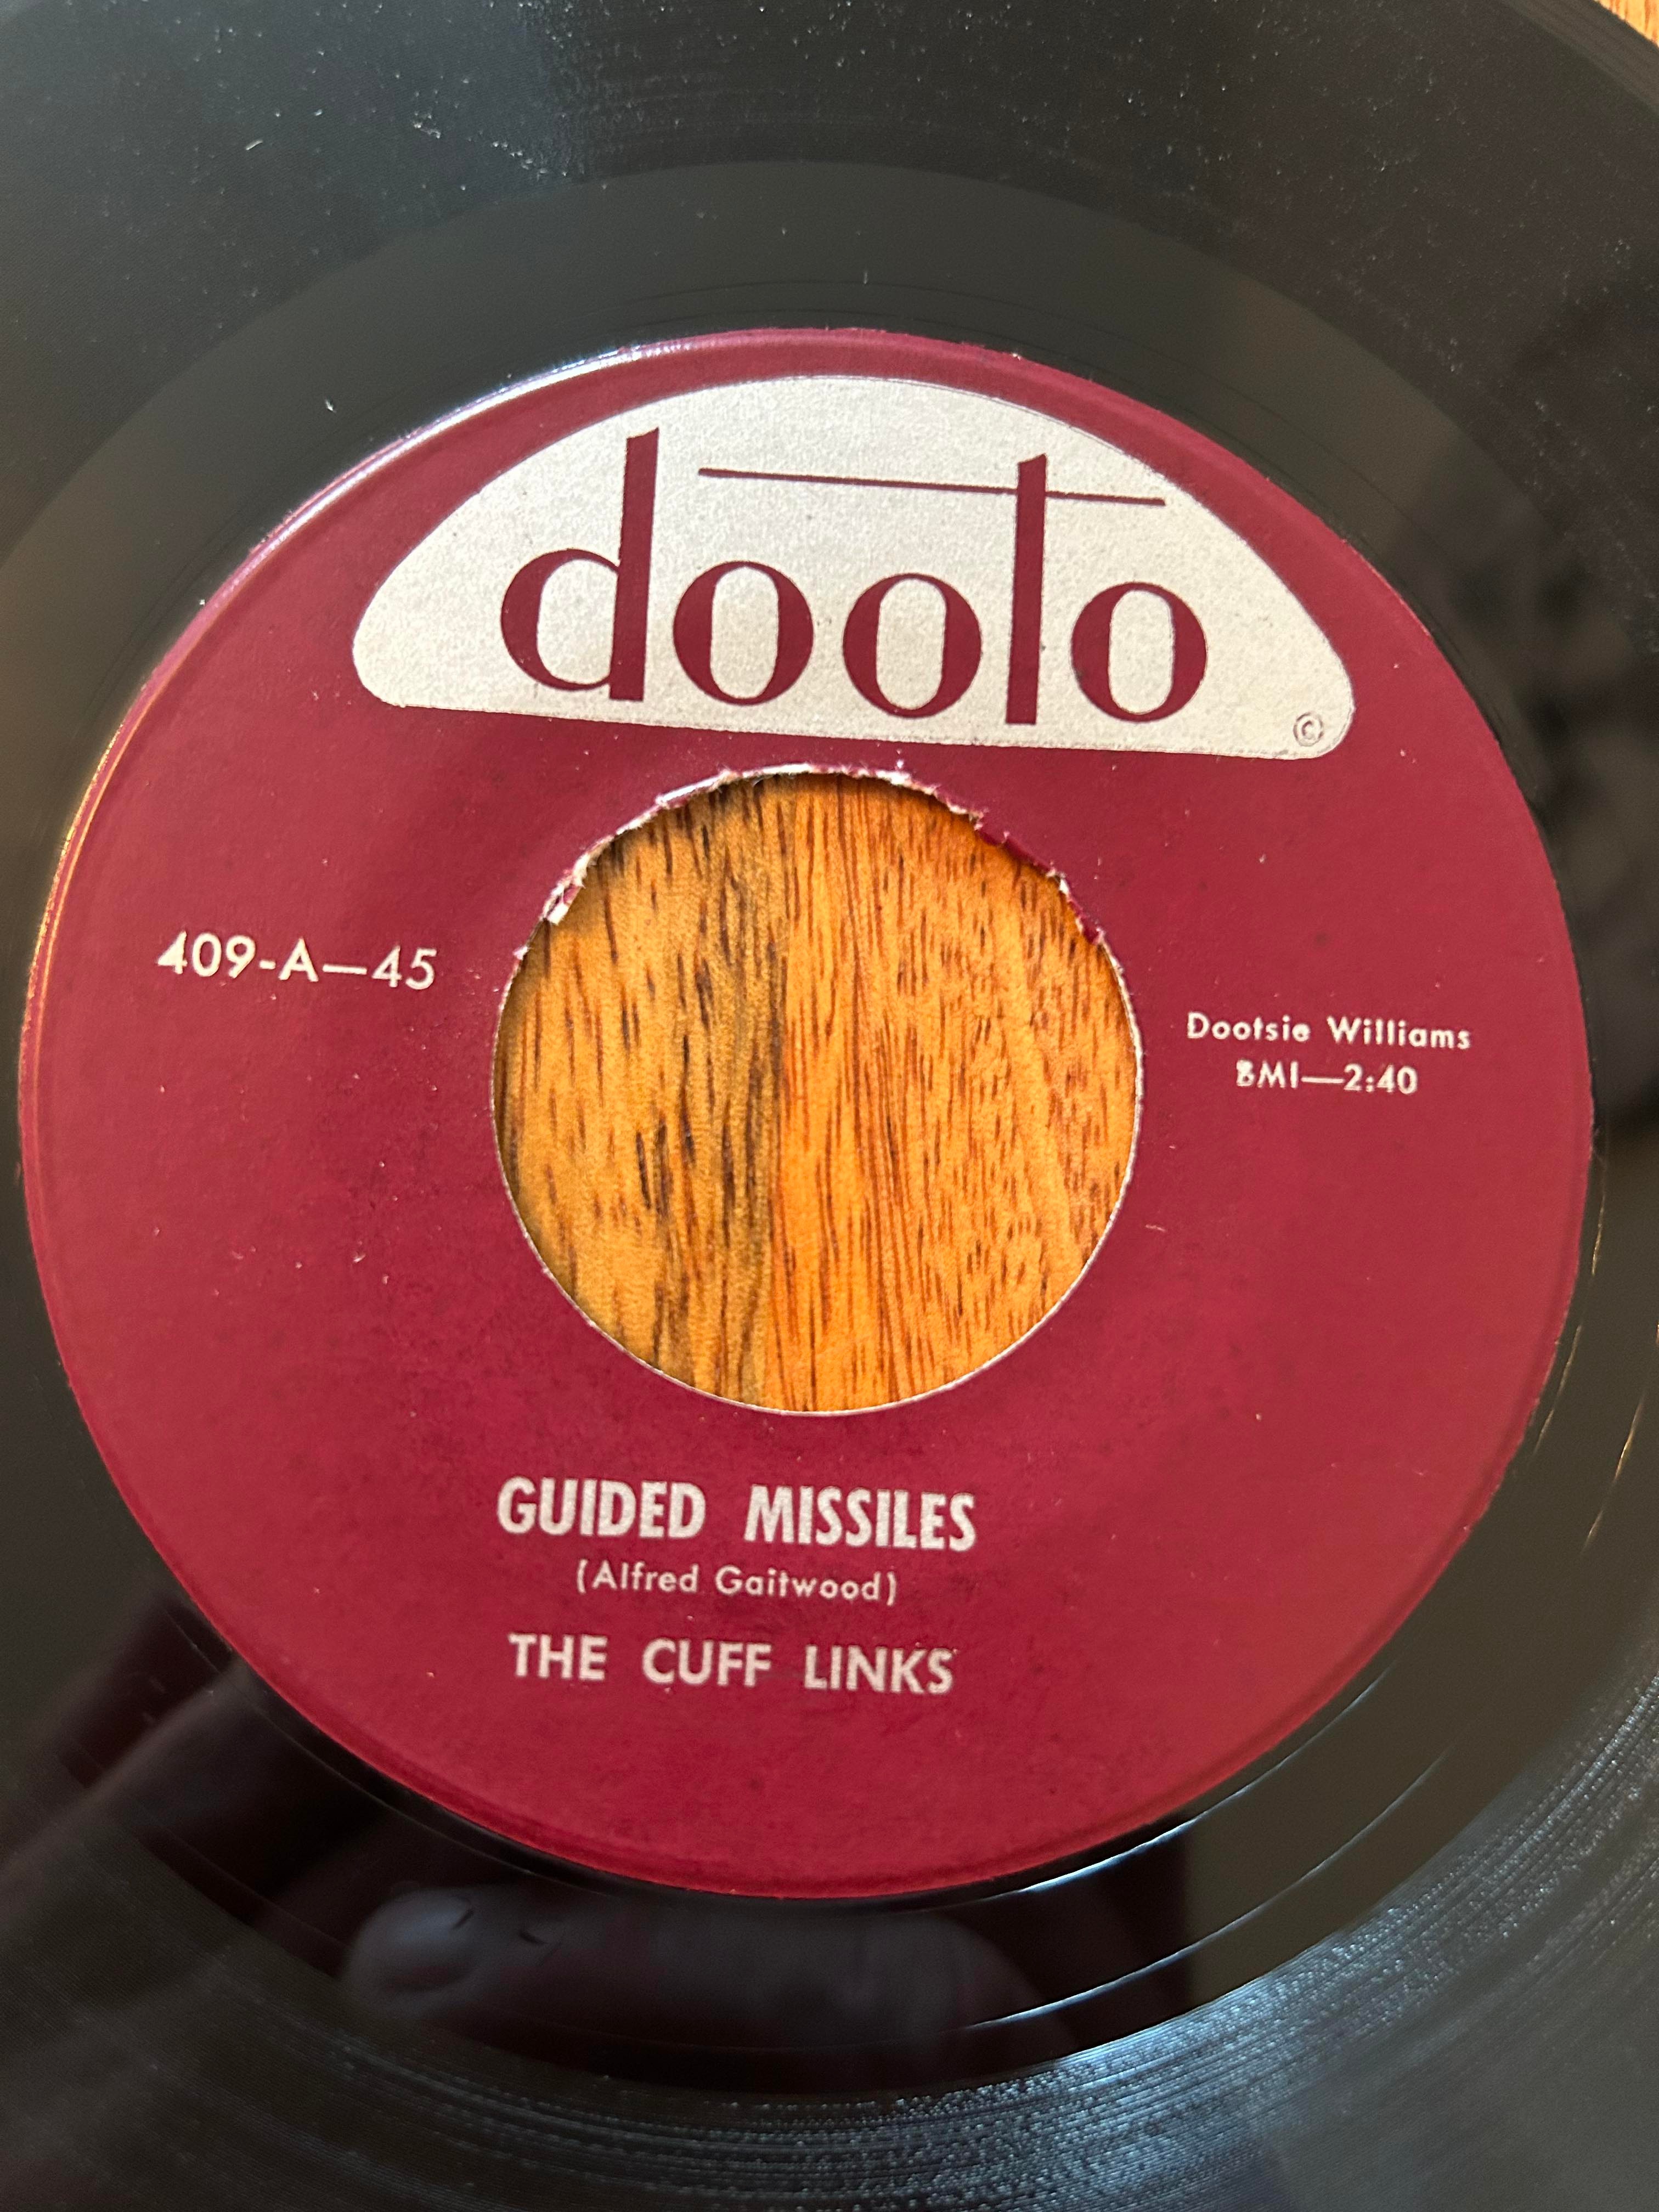 dooto
©
409-A—45
Dootsie Williams
BMI—2:40
GUIDED MISSILES
(Alfred Gaitwood)
THE CUFF LINKS